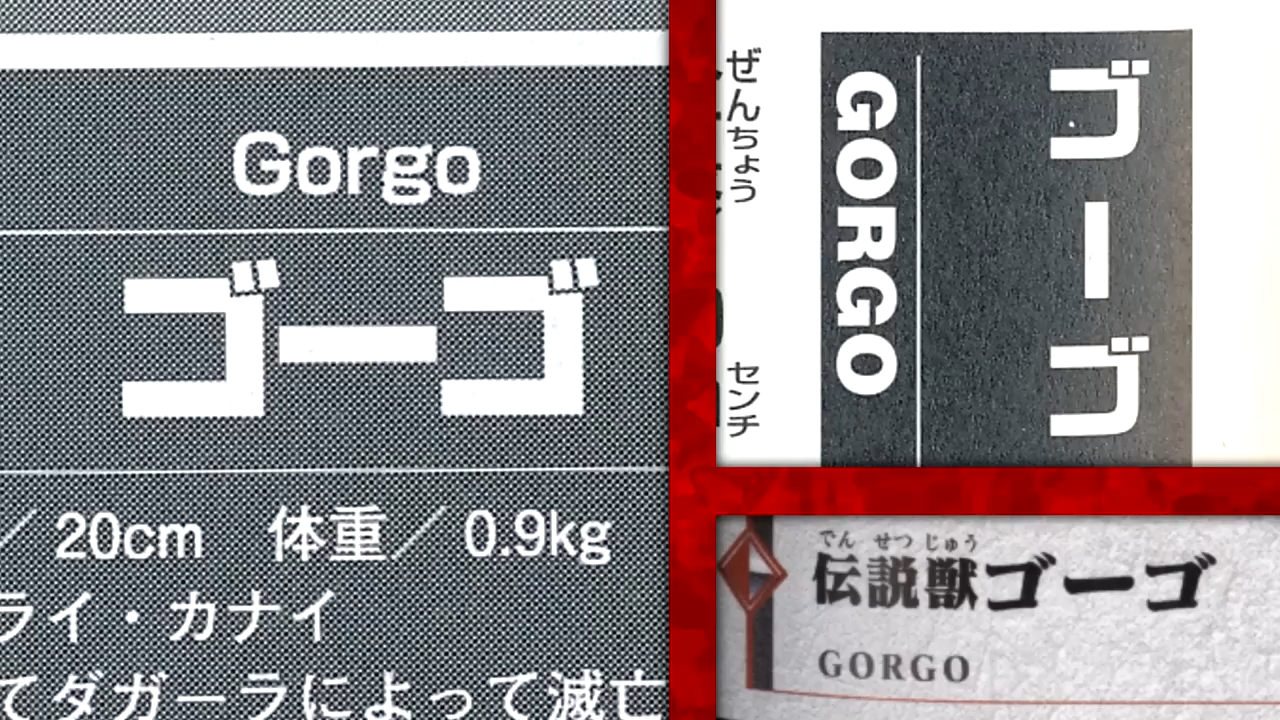 Gorgo
ゴーゴ
／20cm 体重／0.9kg
ライ・カナイ
てダガーラによって滅亡
ぜんちょう
センチ
ゴーゴ
GORGO
でんせつじゅう
伝説獣ゴーゴ
GORGO